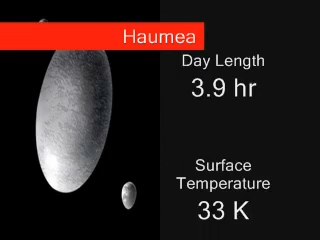 Haumea
Day Length
3.9 hr
Surface
Temperature
33 K